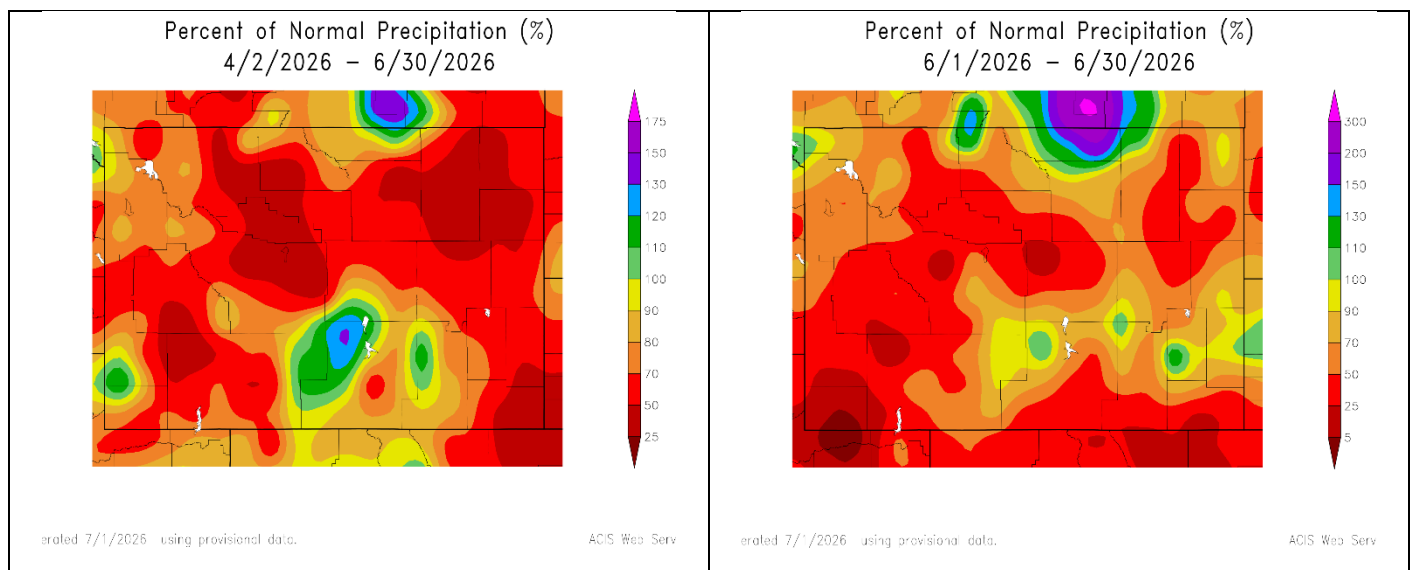 Percent of Normal Precipitation (%)
4/2/2026 – 6/30/2026
175
150
130
120
110
100
90
80
70
50
25
erated 7/1/2026 using provisional data.
ACIS Web Serv
Percent of Normal Precipitation (%)
6/1/2026 – 6/30/2026
300
200
150
130
110
100
90
70
50
25
5
erated 7/1/2026 using provisional data.
ACIS Web Serv